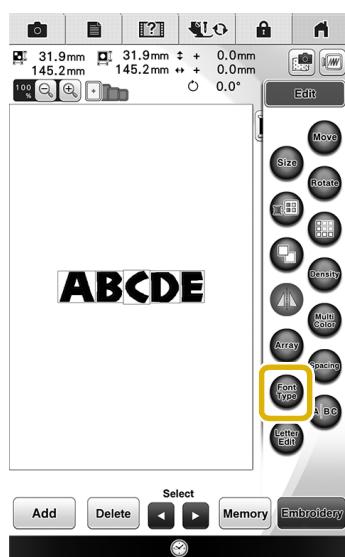 31.9mm 31.9mm + 0.0mm
145.2mm 145.2mm + 0.0mm
100 % 0.0°
Edit
Move
Size
Rotate
Density
Multi Color
Array
Spacing
Font Type
A BC
Letter Edit
ABCDE
Select
Add Delete Memory Embroidery